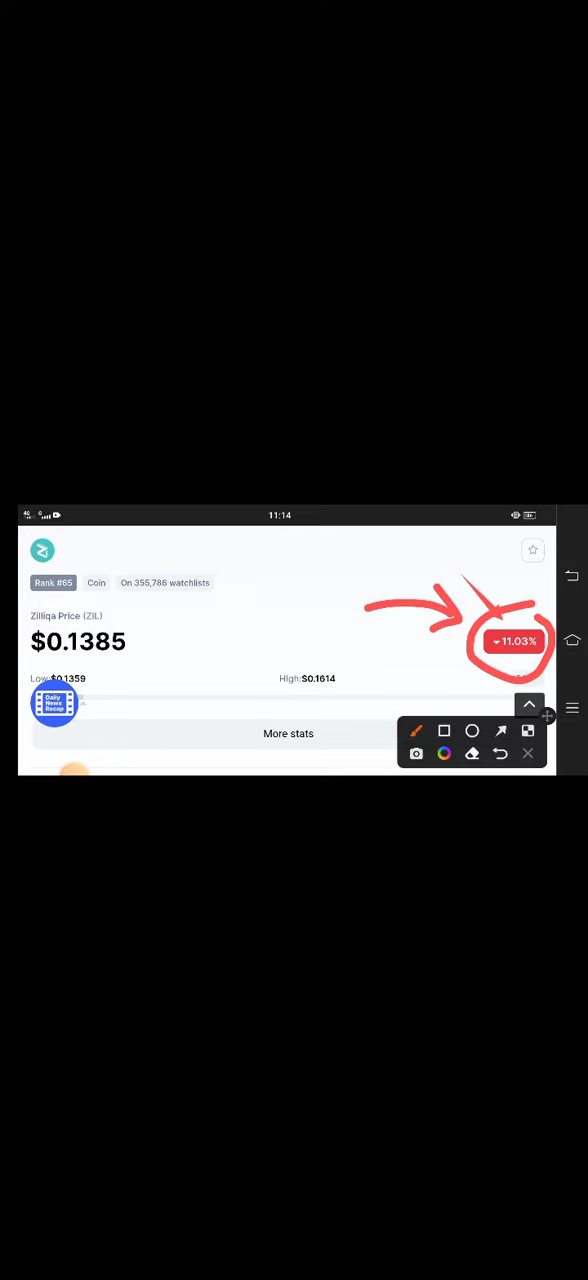 4G
11:14
Rank #65 Coin On 355,786 watchlists
Zilliqa Price (ZIL)
$0.1385
11.03%
Low:$0.1359 High:$0.1614
Daily
News
Recap
More stats